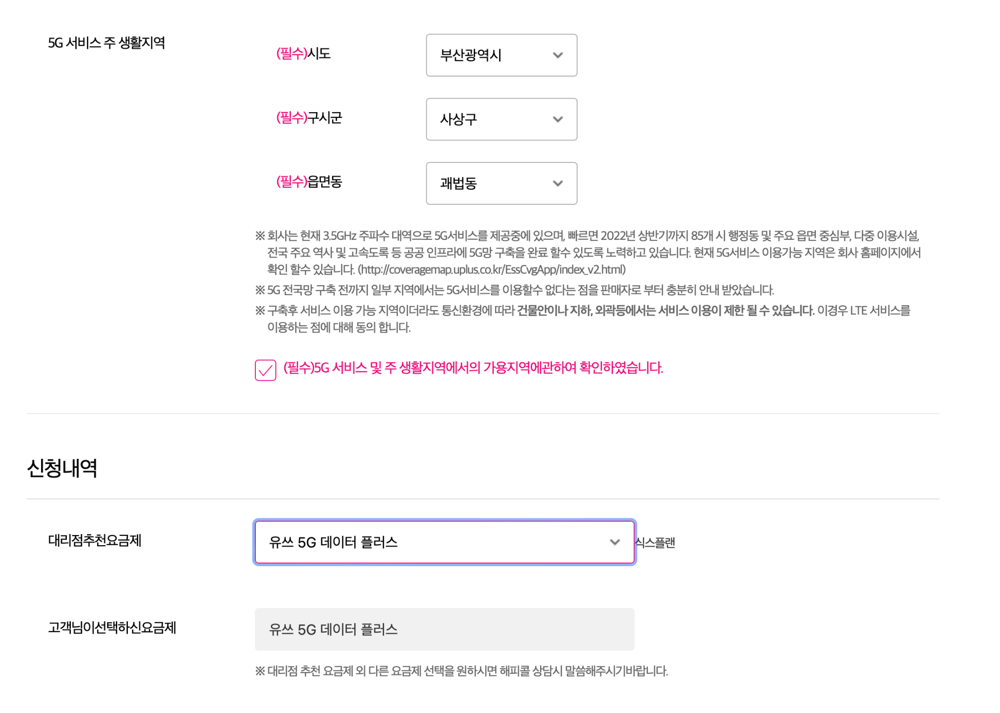 5G 서비스 주 생활지역
(필수)시도
부산광역시
(필수)구시군
사상구
(필수)읍면동
괘법동
※ 회사는 현재 3.5GHz 주파수 대역으로 5G서비스를 제공중에 있으며, 빠르면 2022년 상반기까지 85개 시 행정동 및 주요 읍면 중심부, 다중 이용시설,
전국 주요 역사 및 고속도록 등 공공 인프라에 5G망 구축을 완료 할수 있도록 노력하고 있습니다. 현재 5G서비스 이용가능 지역은 회사 홈페이지에서
확인 할수 있습니다. (http://coveragemap.uplus.co.kr/EssCvgApp/index_v2.html)
※ 5G 전국망 구축 전까지 일부 지역에서는 5G서비스를 이용할수 없다는 점을 판매자로 부터 충분히 안내 받았습니다.
※ 구축후 서비스 이용 가능 지역이더라도 통신환경에 따라 건물안이나 지하, 외곽등에서는 서비스 이용이 제한 될 수 있습니다. 이경우 LTE 서비스를
이용하는 점에 대해 동의 합니다.
(필수)5G 서비스 및 주 생활지역에서의 가용지역에관하여 확인하였습니다.
신청내역
대리점추천요금제
유쓰 5G 데이터 플러스
식스플랜
고객님이선택하신요금제
유쓰 5G 데이터 플러스
※ 대리점 추천 요금제 외 다른 요금제 선택을 원하시면 해피콜 상담시 말씀해주시기바랍니다.